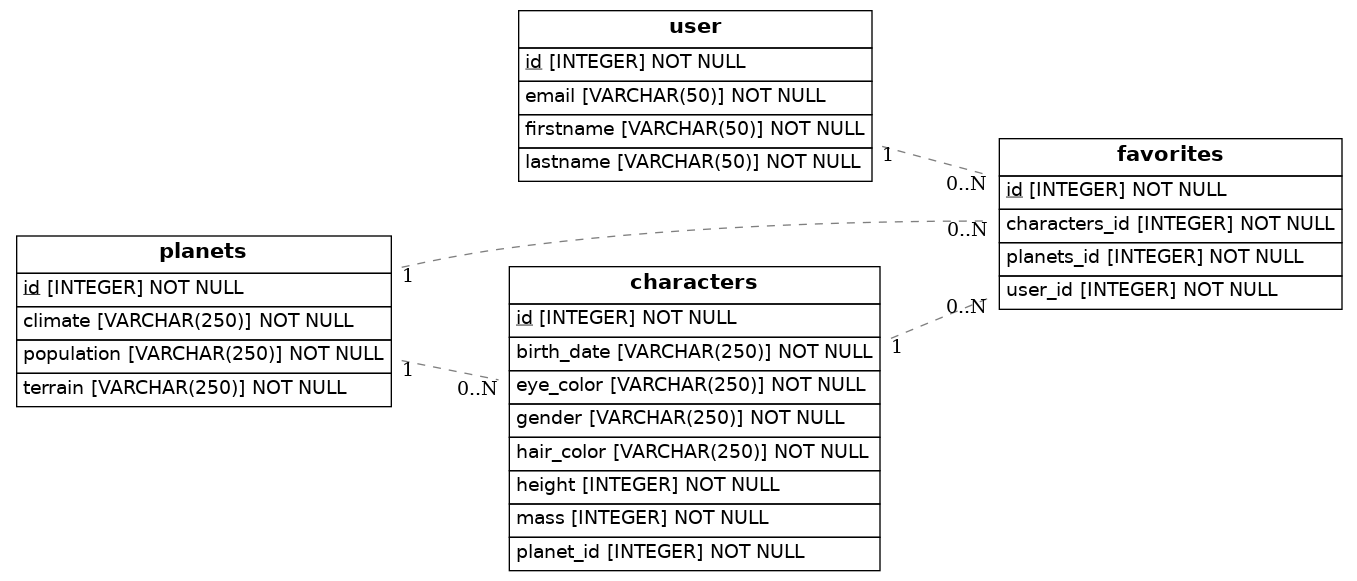 user
id [INTEGER] NOT NULL
email [VARCHAR(50)] NOT NULL
firstname [VARCHAR(50)] NOT NULL
lastname [VARCHAR(50)] NOT NULL
1
0..N
favorites
id [INTEGER] NOT NULL
characters_id [INTEGER] NOT NULL
planets_id [INTEGER] NOT NULL
user_id [INTEGER] NOT NULL
0..N
0..N
planets
id [INTEGER] NOT NULL
climate [VARCHAR(250)] NOT NULL
population [VARCHAR(250)] NOT NULL
terrain [VARCHAR(250)] NOT NULL
1
1
0..N
characters
id [INTEGER] NOT NULL
birth_date [VARCHAR(250)] NOT NULL
eye_color [VARCHAR(250)] NOT NULL
gender [VARCHAR(250)] NOT NULL
hair_color [VARCHAR(250)] NOT NULL
height [INTEGER] NOT NULL
mass [INTEGER] NOT NULL
planet_id [INTEGER] NOT NULL
1